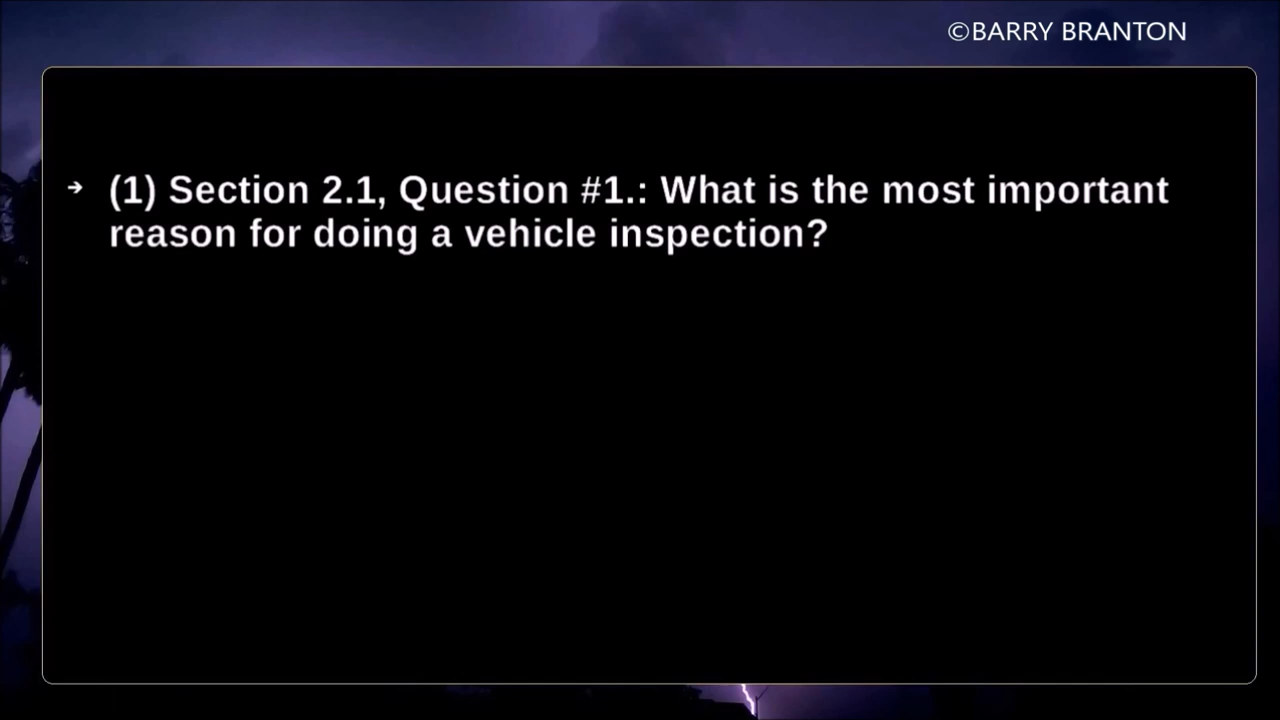 ©BARRY BRANTON
→ (1) Section 2.1, Question #1.: What is the most important
reason for doing a vehicle inspection?